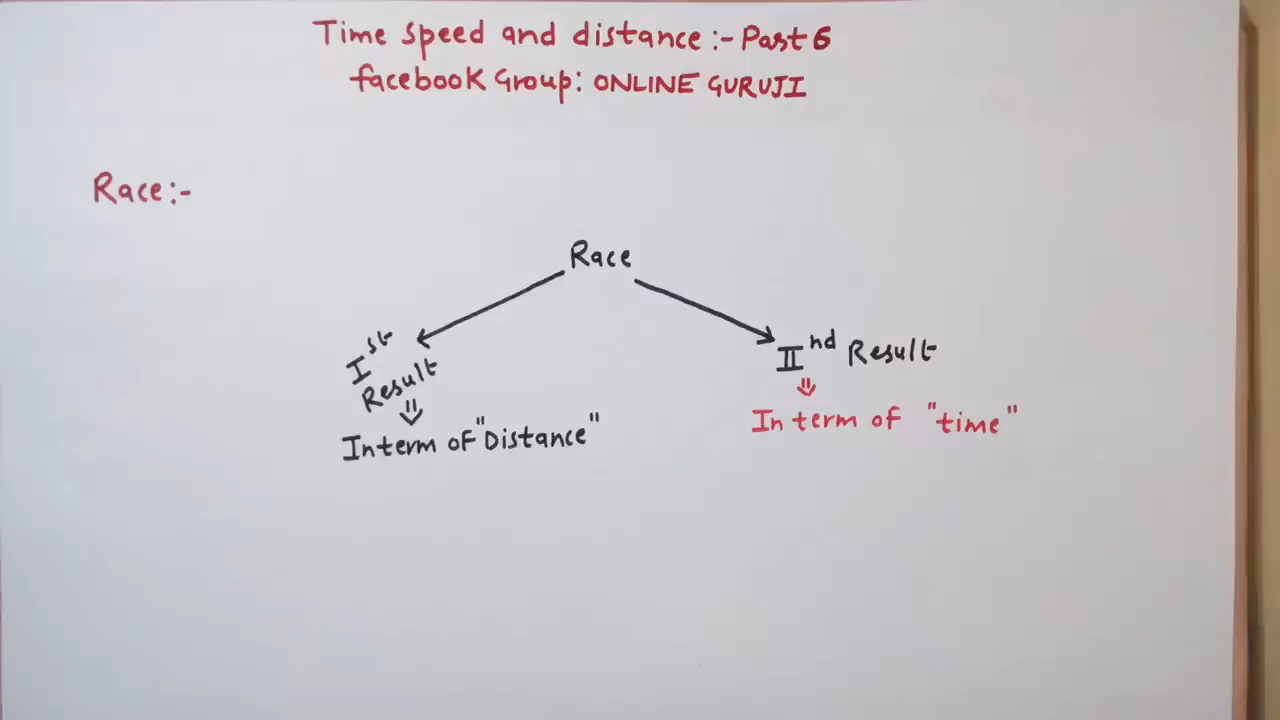 Time speed and distance:- Part 6
facebook Group: ONLINE GURUJI
Race:-
Race
Ist
Result
⇓
Interm of "Distance"
IInd Result
⇓
In term of "time"